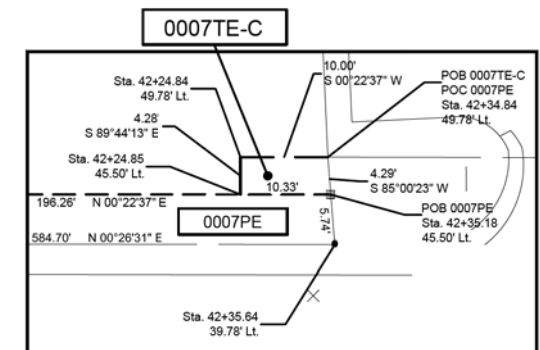 0007TE-C
10.00'
S 00°22'37" W
Sta. 42+24.84
49.78' Lt.
POB 0007TE-C
POC 0007PE
Sta. 42+34.84
49.78' Lt.
4.28'
S 89°44'13" E
Sta. 42+24.85
45.50' Lt.
4.29'
S 85°00'23" W
10.33'
196.26' N 00°22'37" E
0007PE
5.74'
POB 0007PE
Sta. 42+35.18
45.50' Lt.
584.70' N 00°26'31" E
Sta. 42+35.64
39.78' Lt.